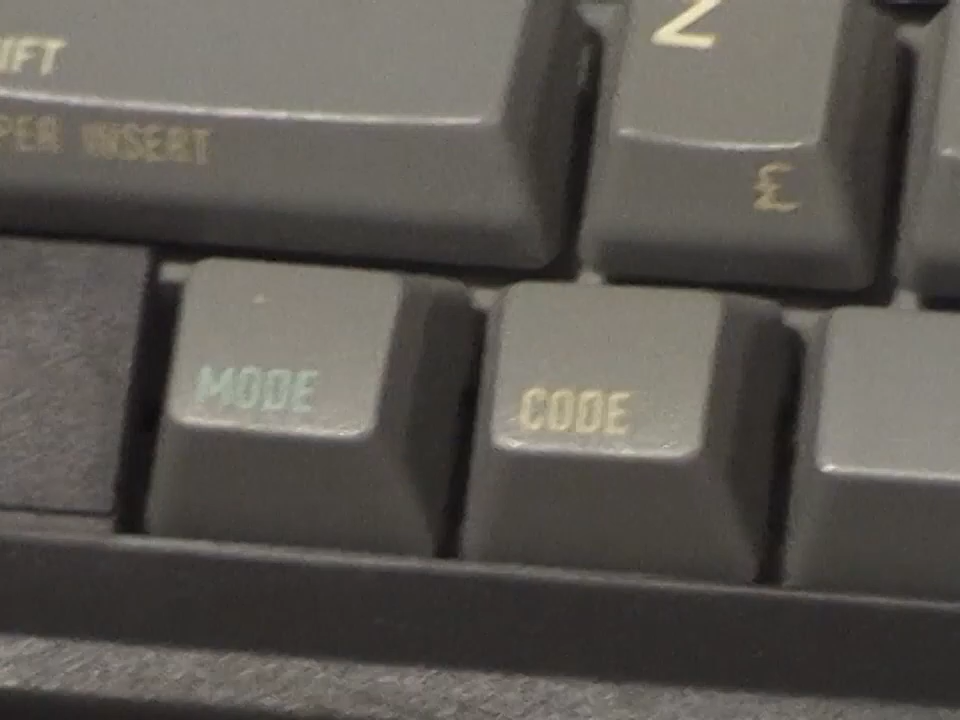 IFT
Z
PER INSERT
£
MODE
CODE